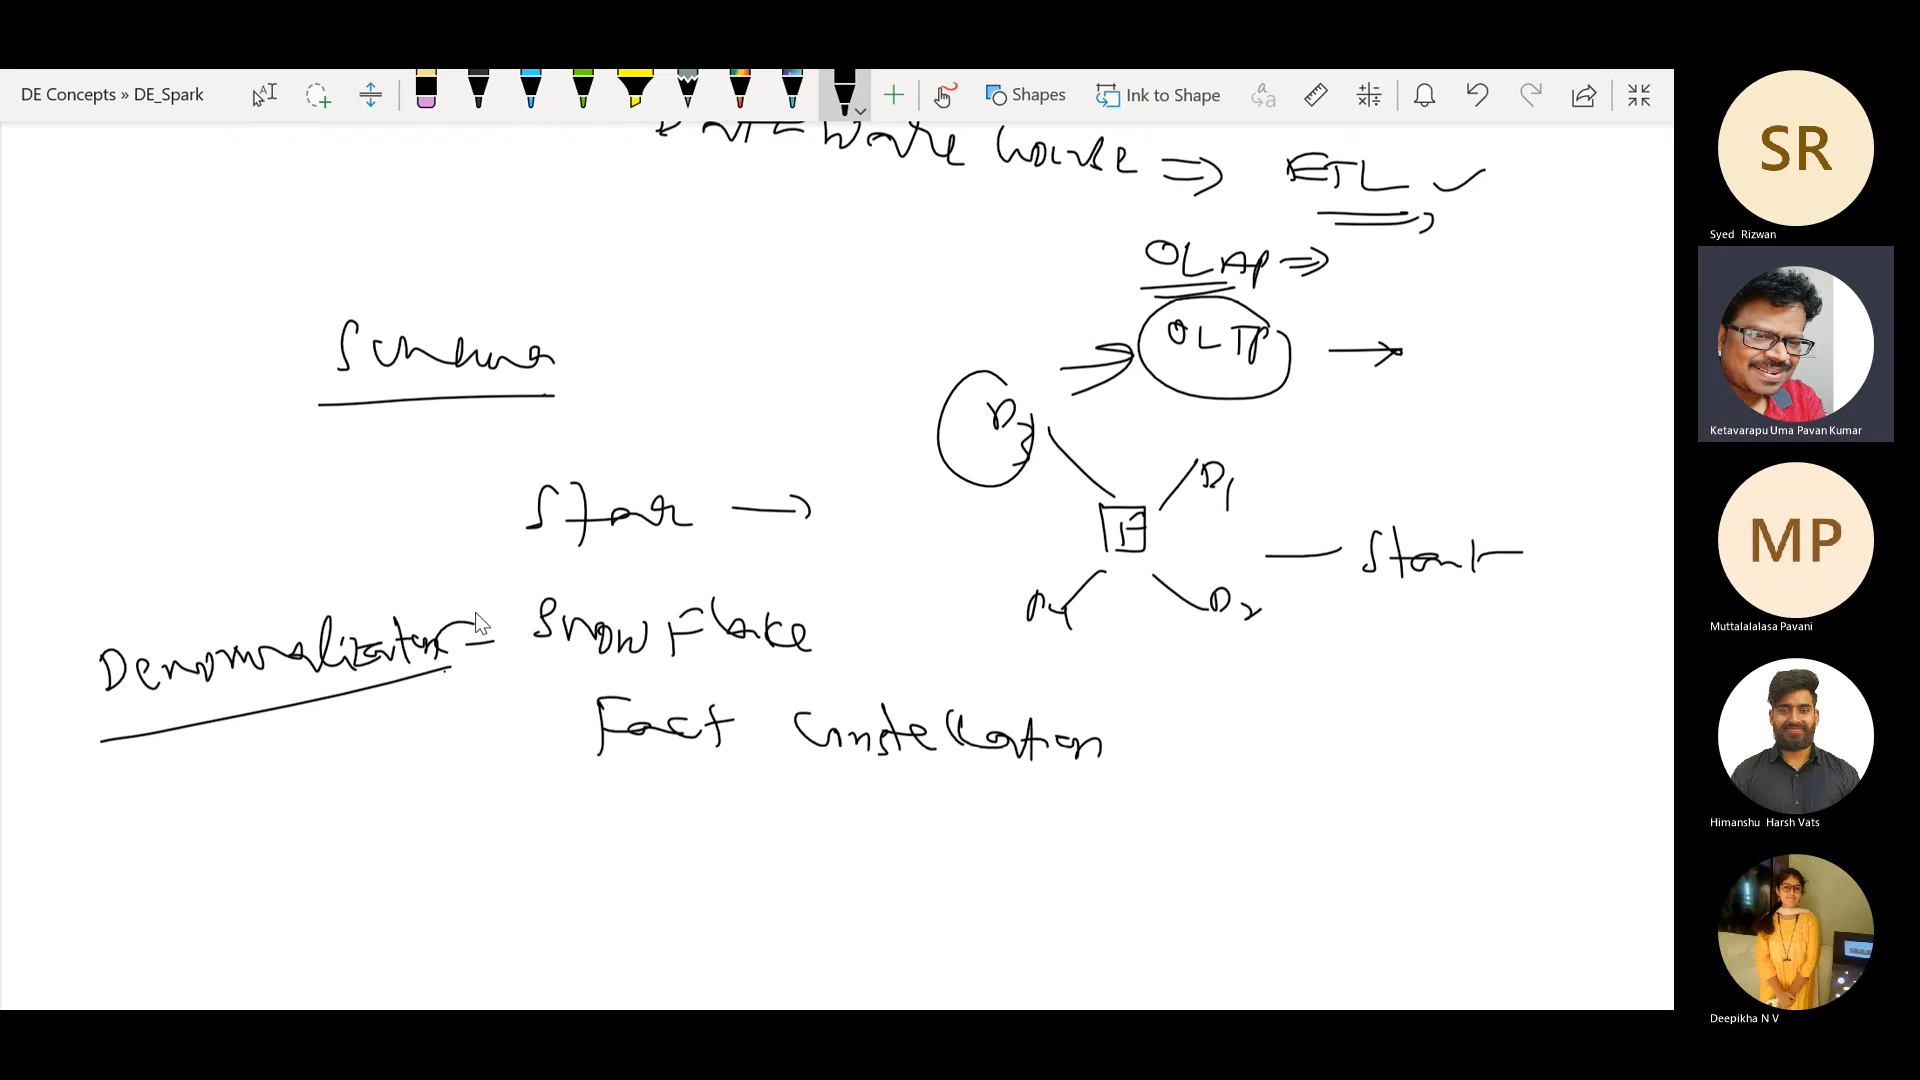 DE Concepts » DE_Spark
Shapes
Ink to Shape
ware house ⇒ ETL ✓
OLAP ⇒
OLTP →
Schema
D3
D1
F
D4
D2
Star →
Start
Denormalization = Snow Flake
Fact Constellation
SR
Syed Rizwan
Ketavarapu Uma Pavan Kumar
MP
Muttalalalasa Pavani
Himanshu Harsh Vats
Deepikha N V